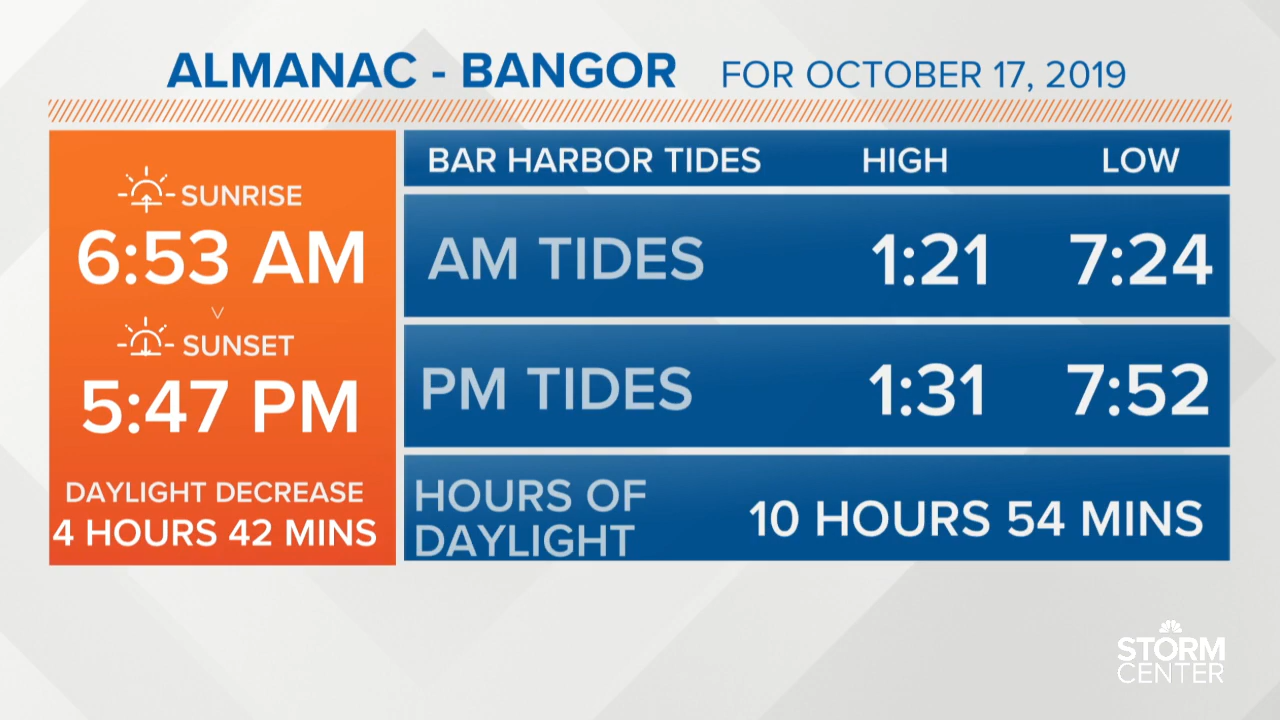 ALMANAC - BANGOR FOR OCTOBER 17, 2019
SUNRISE
6:53 AM
SUNSET
5:47 PM
DAYLIGHT DECREASE
4 HOURS 42 MINS
BAR HARBOR TIDES HIGH LOW
AM TIDES 1:21 7:24
PM TIDES 1:31 7:52
HOURS OF
DAYLIGHT
10 HOURS 54 MINS
STORM
CENTER